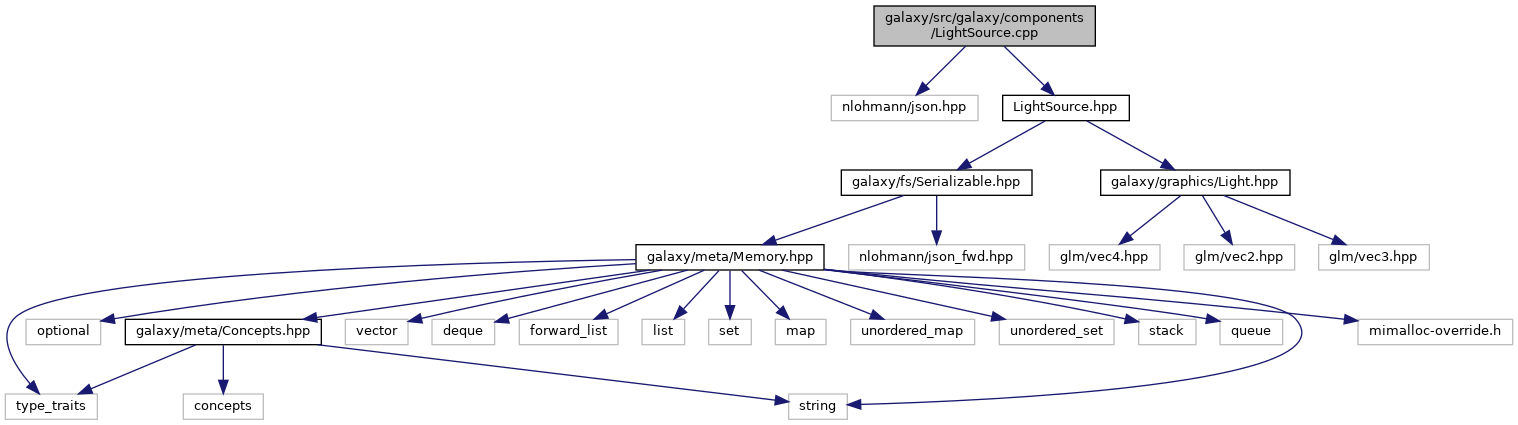 galaxy/src/galaxy/components
/LightSource.cpp
nlohmann/json.hpp
LightSource.hpp
galaxy/fs/Serializable.hpp
galaxy/graphics/Light.hpp
galaxy/meta/Memory.hpp
nlohmann/json_fwd.hpp
glm/vec4.hpp
glm/vec2.hpp
glm/vec3.hpp
optional
galaxy/meta/Concepts.hpp
vector
deque
forward_list
list
set
map
unordered_map
unordered_set
stack
queue
mimalloc-override.h
type_traits
concepts
string